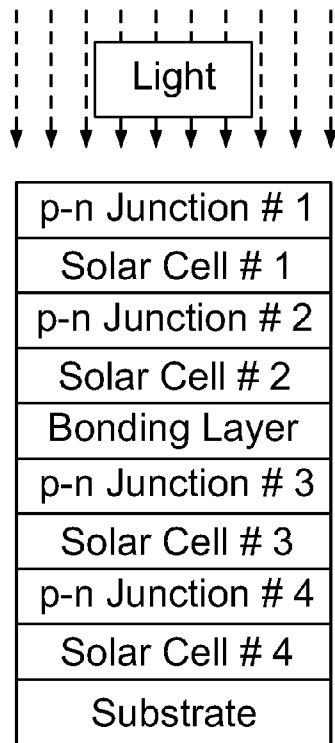 Light
p-n Junction # 1
Solar Cell # 1
p-n Junction # 2
Solar Cell # 2
Bonding Layer
p-n Junction # 3
Solar Cell # 3
p-n Junction # 4
Solar Cell # 4
Substrate